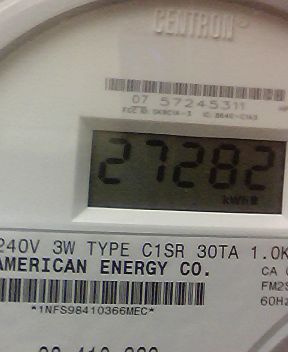 CENTRON®
07 57245311
27282
kWh
240V 3W TYPE C1SR 30TA 1.0K
AMERICAN ENERGY CO.
CA
FM2S
60Hz
*1NFS98410366MEC*